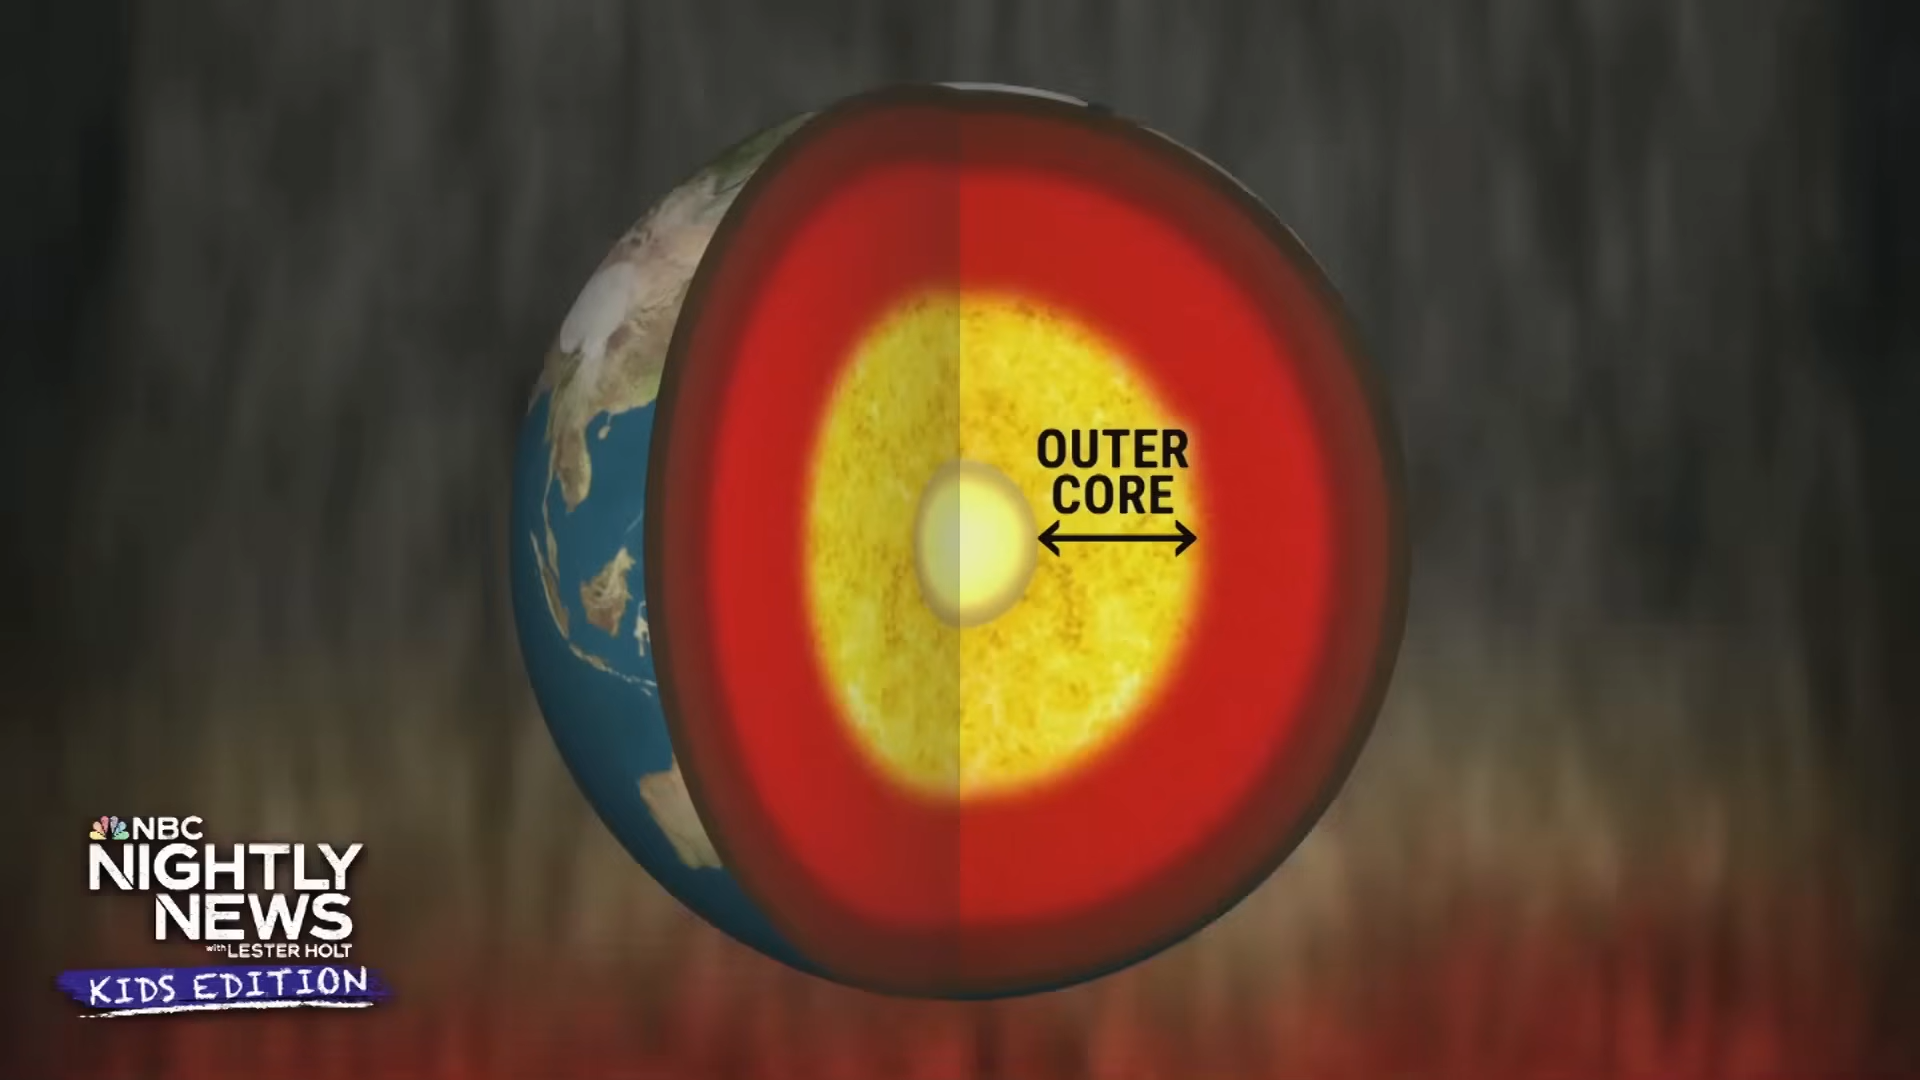 OUTER
CORE
NBC
NIGHTLY
NEWS
with LESTER HOLT
KIDS EDITION